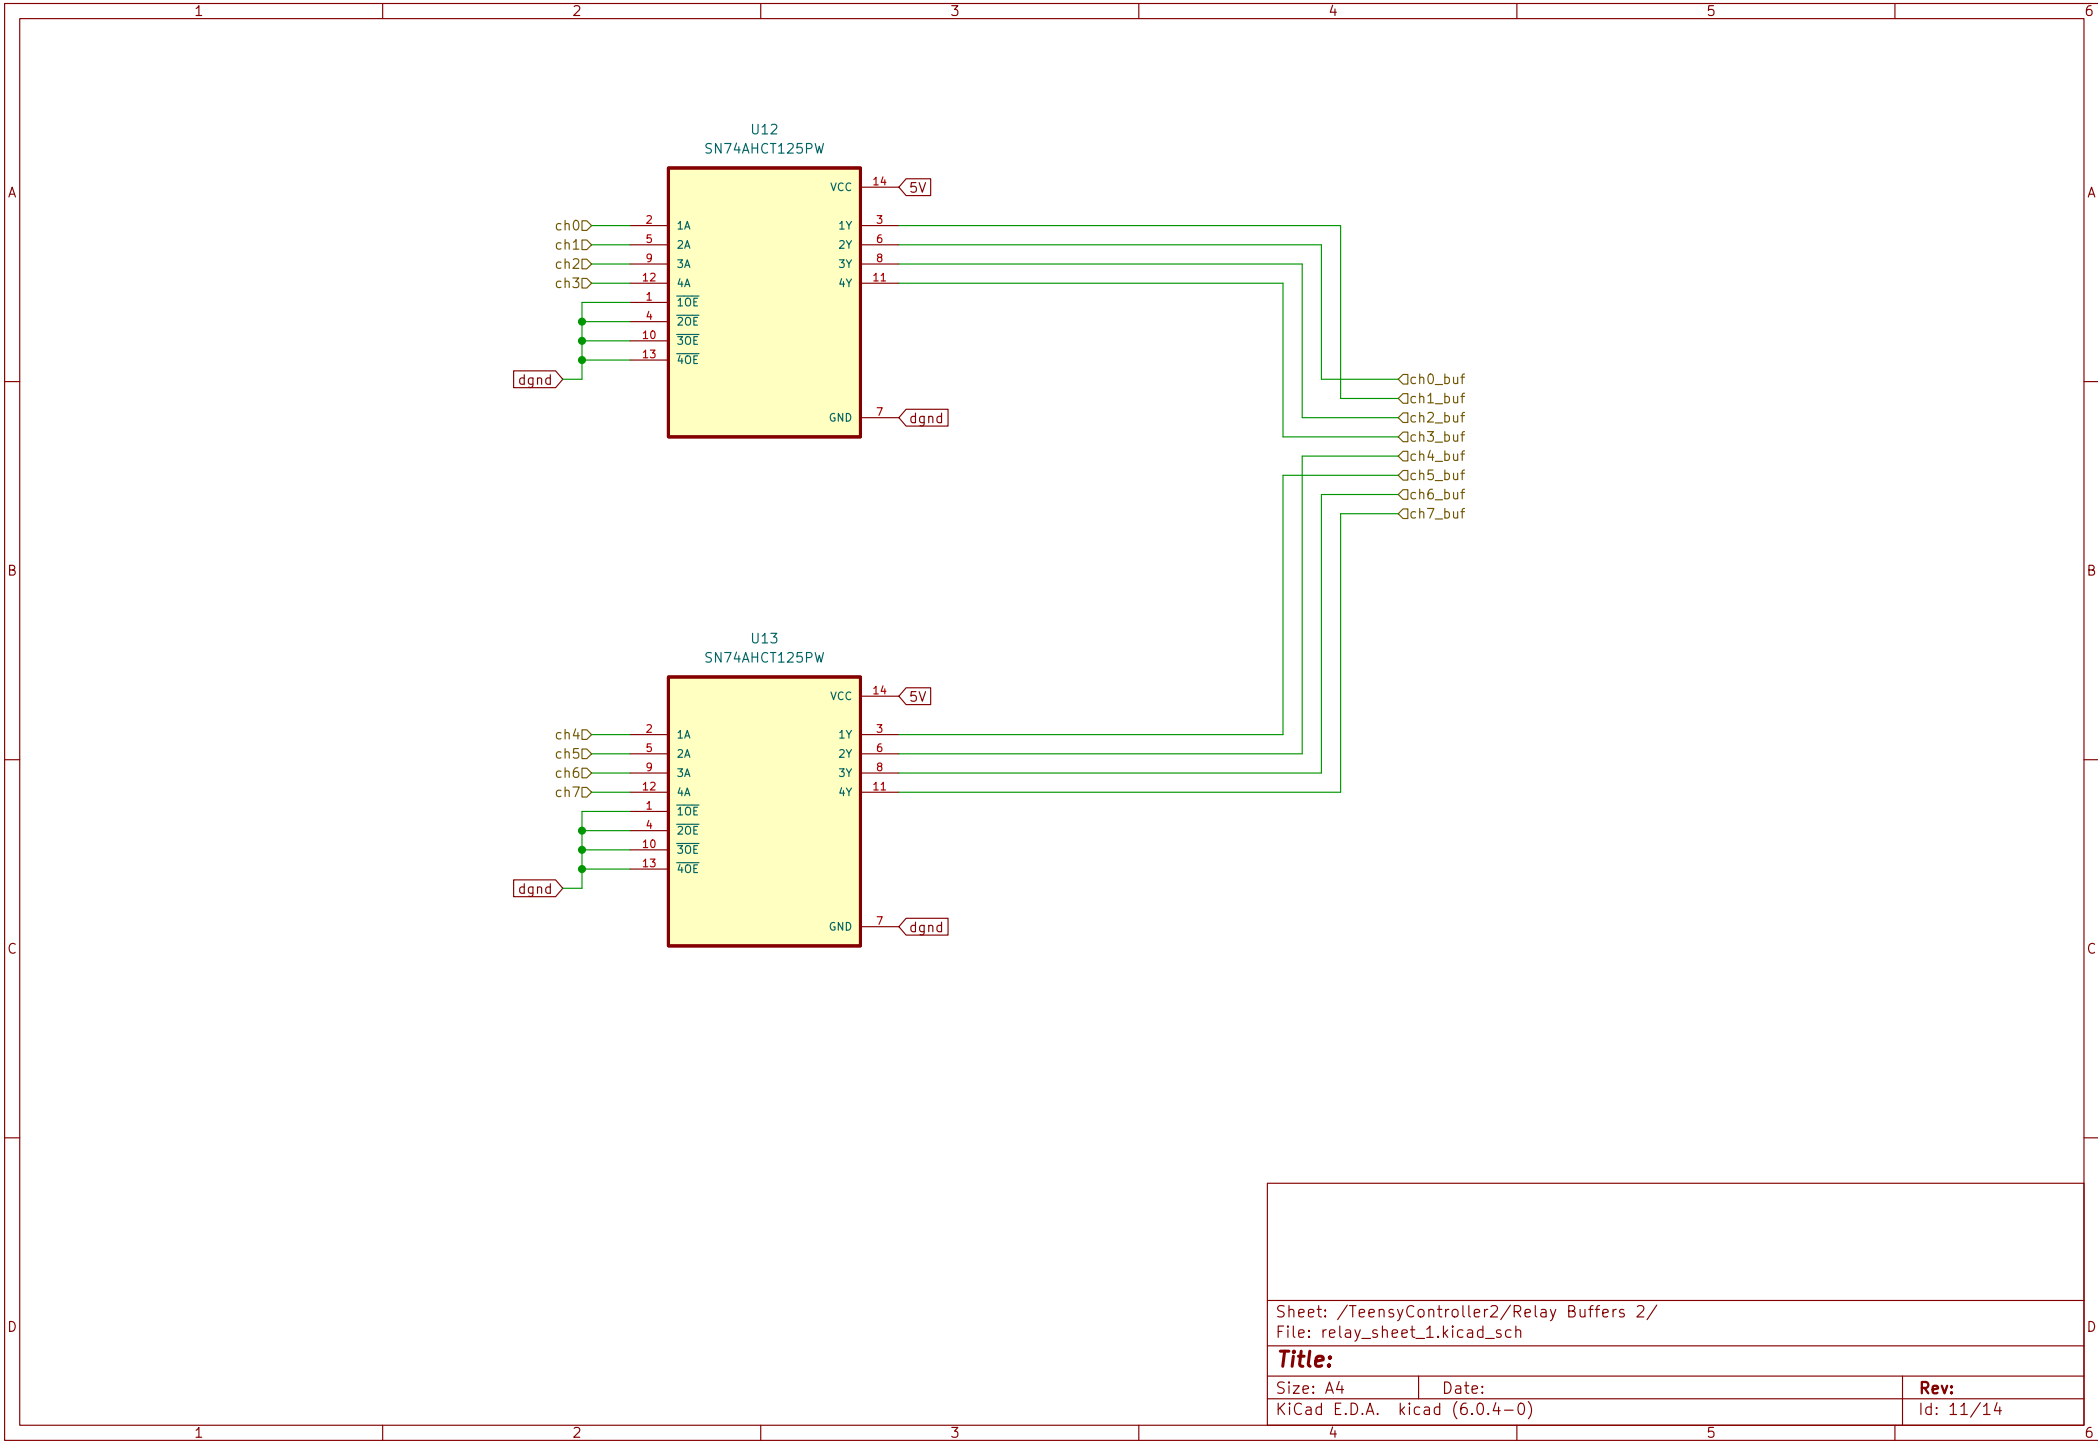 1 2 3 4 5 6
A A
B B
C C
D D
U12
SN74AHCT125PW
VCC 14 5V
ch0 2 1A 1Y 3
ch1 5 2A 2Y 6
ch2 9 3A 3Y 8
ch3 12 4A 4Y 11
1 1OE
4 2OE
10 3OE
13 4OE
dgnd
GND 7 dgnd
ch0_buf
ch1_buf
ch2_buf
ch3_buf
ch4_buf
ch5_buf
ch6_buf
ch7_buf
U13
SN74AHCT125PW
VCC 14 5V
ch4 2 1A 1Y 3
ch5 5 2A 2Y 6
ch6 9 3A 3Y 8
ch7 12 4A 4Y 11
1 1OE
4 2OE
10 3OE
13 4OE
dgnd
GND 7 dgnd
Sheet: /TeensyController2/Relay Buffers 2/
File: relay_sheet_1.kicad_sch
Title:
Size: A4 Date: Rev:
KiCad E.D.A. kicad (6.0.4-0) Id: 11/14
1 2 3 4 5 6